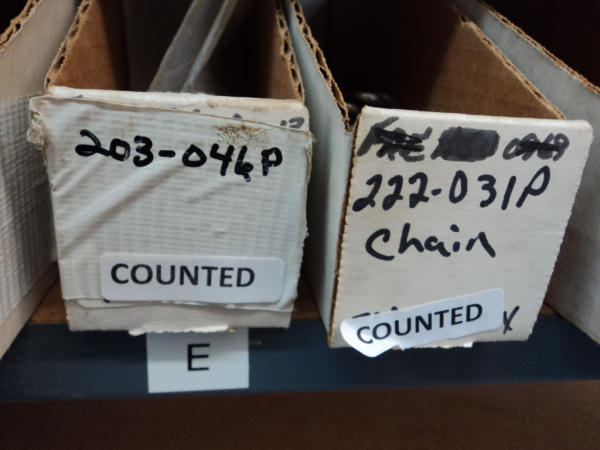 203-046P
COUNTED
E
222-031P
Chain
COUNTED
X